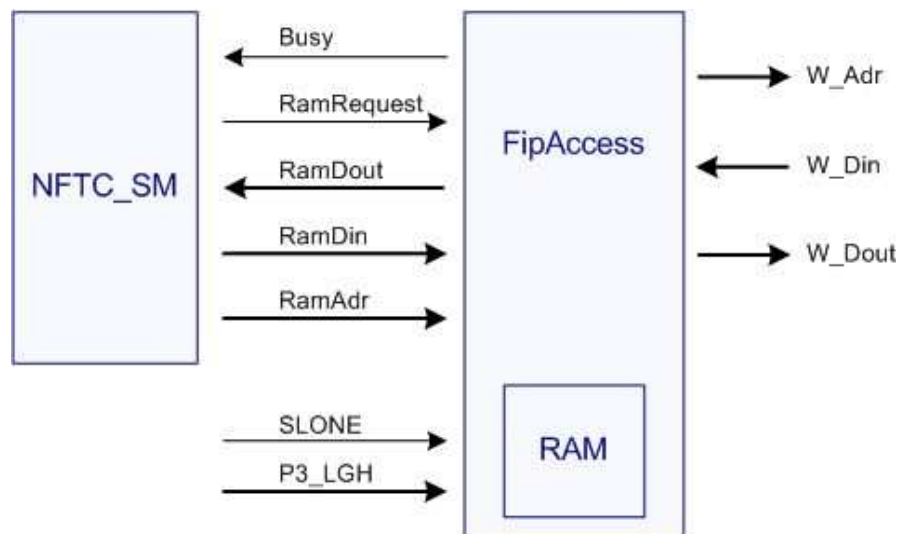 Busy
RamRequest
RamDout
RamDin
RamAdr
SLONE
P3_LGH
NFTC_SM
FipAccess
RAM
W_Adr
W_Din
W_Dout